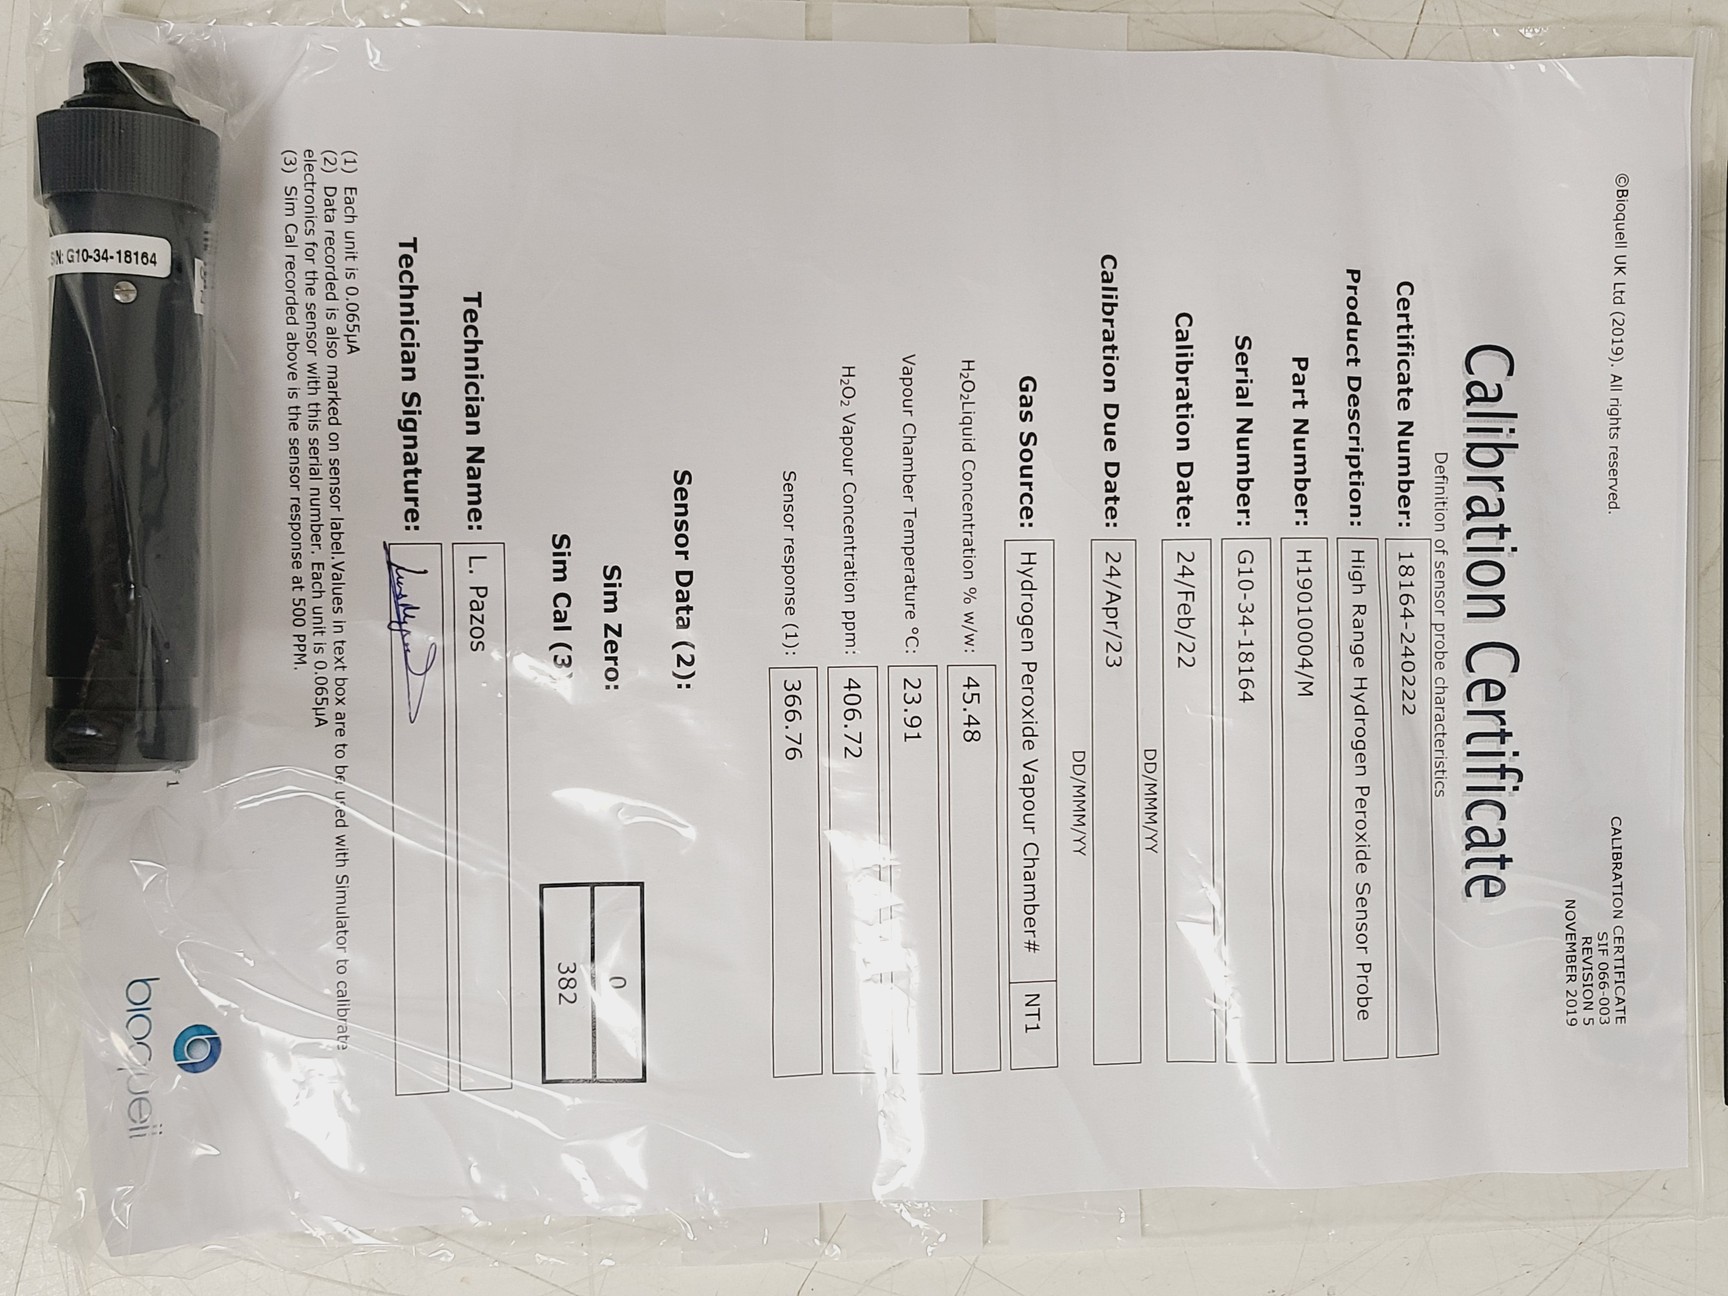 ©Bioquell UK Ltd (2019). All rights reserved.
CALIBRATION CERTIFICATE
SIF 066-003
REVISION 5
NOVEMBER 2019
Calibration Certificate
Definition of sensor probe characteristics
Certificate Number: 18164-240222
Product Description: High Range Hydrogen Peroxide Sensor Probe
Part Number: H19010004/M
Serial Number: G10-34-18164
Calibration Date: 24/Feb/22
DD/MMM/YY
Calibration Due Date: 24/Apr/23
DD/MMM/YY
Gas Source: Hydrogen Peroxide Vapour Chamber# NT1
H₂O₂Liquid Concentration % w/w: 45.48
Vapour Chamber Temperature °C: 23.91
H₂O₂ Vapour Concentration ppm: 406.72
Sensor response (1): 366.76
Sensor Data (2):
Sim Zero: 0
Sim Cal (3) 382
Technician Name: L. Pazos
Technician Signature:
(1) Each unit is 0.065µA
(2) Data recorded is also marked on sensor label.Values in text box are to be used with Simulator to calibrate
electronics for the sensor with this serial number. Each unit is 0.065µA
(3) Sim Cal recorded above is the sensor response at 500 PPM.
1
bioquell
S/N: G10-34-18164